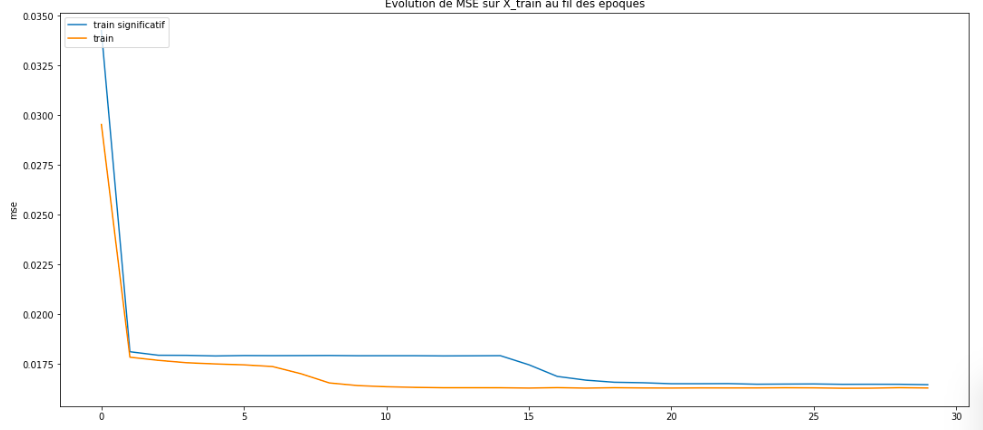 Evolution de MSE sur X_train au fil des epoques
0.0350
train significatif
train
0.0325
0.0300
0.0275
0.0250
mse
0.0225
0.0200
0.0175
0 5 10 15 20 25 30